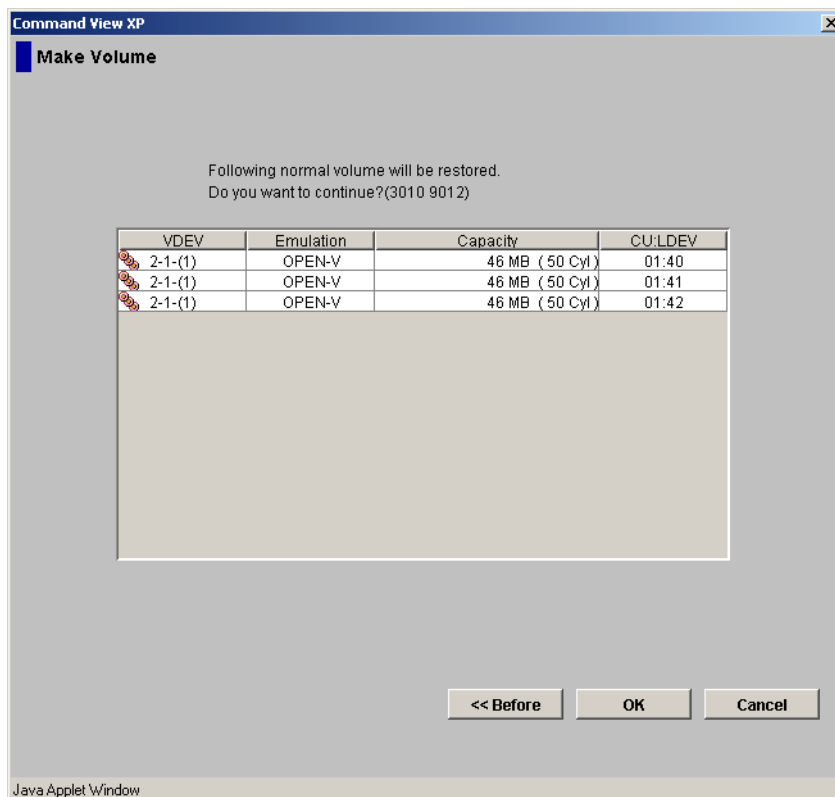 Command View XP
Make Volume
Following normal volume will be restored.
Do you want to continue?(3010 9012)
VDEV Emulation Capacity CU:LDEV
2-1-(1) OPEN-V 46 MB ( 50 Cyl ) 01:40
2-1-(1) OPEN-V 46 MB ( 50 Cyl ) 01:41
2-1-(1) OPEN-V 46 MB ( 50 Cyl ) 01:42
<< Before OK Cancel
Java Applet Window